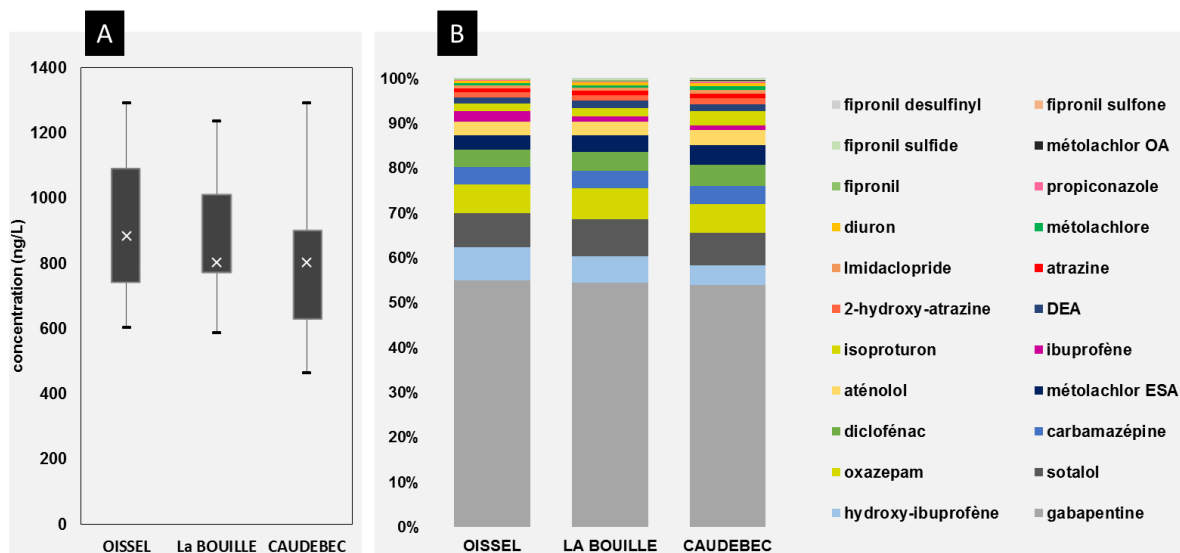 A
concentration (ng/L)
1400
1200
1000
800
600
400
200
0
OISSEL La BOUILLE CAUDEBEC
B
100%
90%
80%
70%
60%
50%
40%
30%
20%
10%
0%
OISSEL LA BOUILLE CAUDEBEC
fipronil desulfinyl fipronil sulfone
fipronil sulfide métolachlor OA
fipronil propiconazole
diuron métolachlore
Imidaclopride atrazine
2-hydroxy-atrazine DEA
isoproturon ibuprofène
aténolol métolachlor ESA
diclofénac carbamazépine
oxazepam sotalol
hydroxy-ibuprofène gabapentine